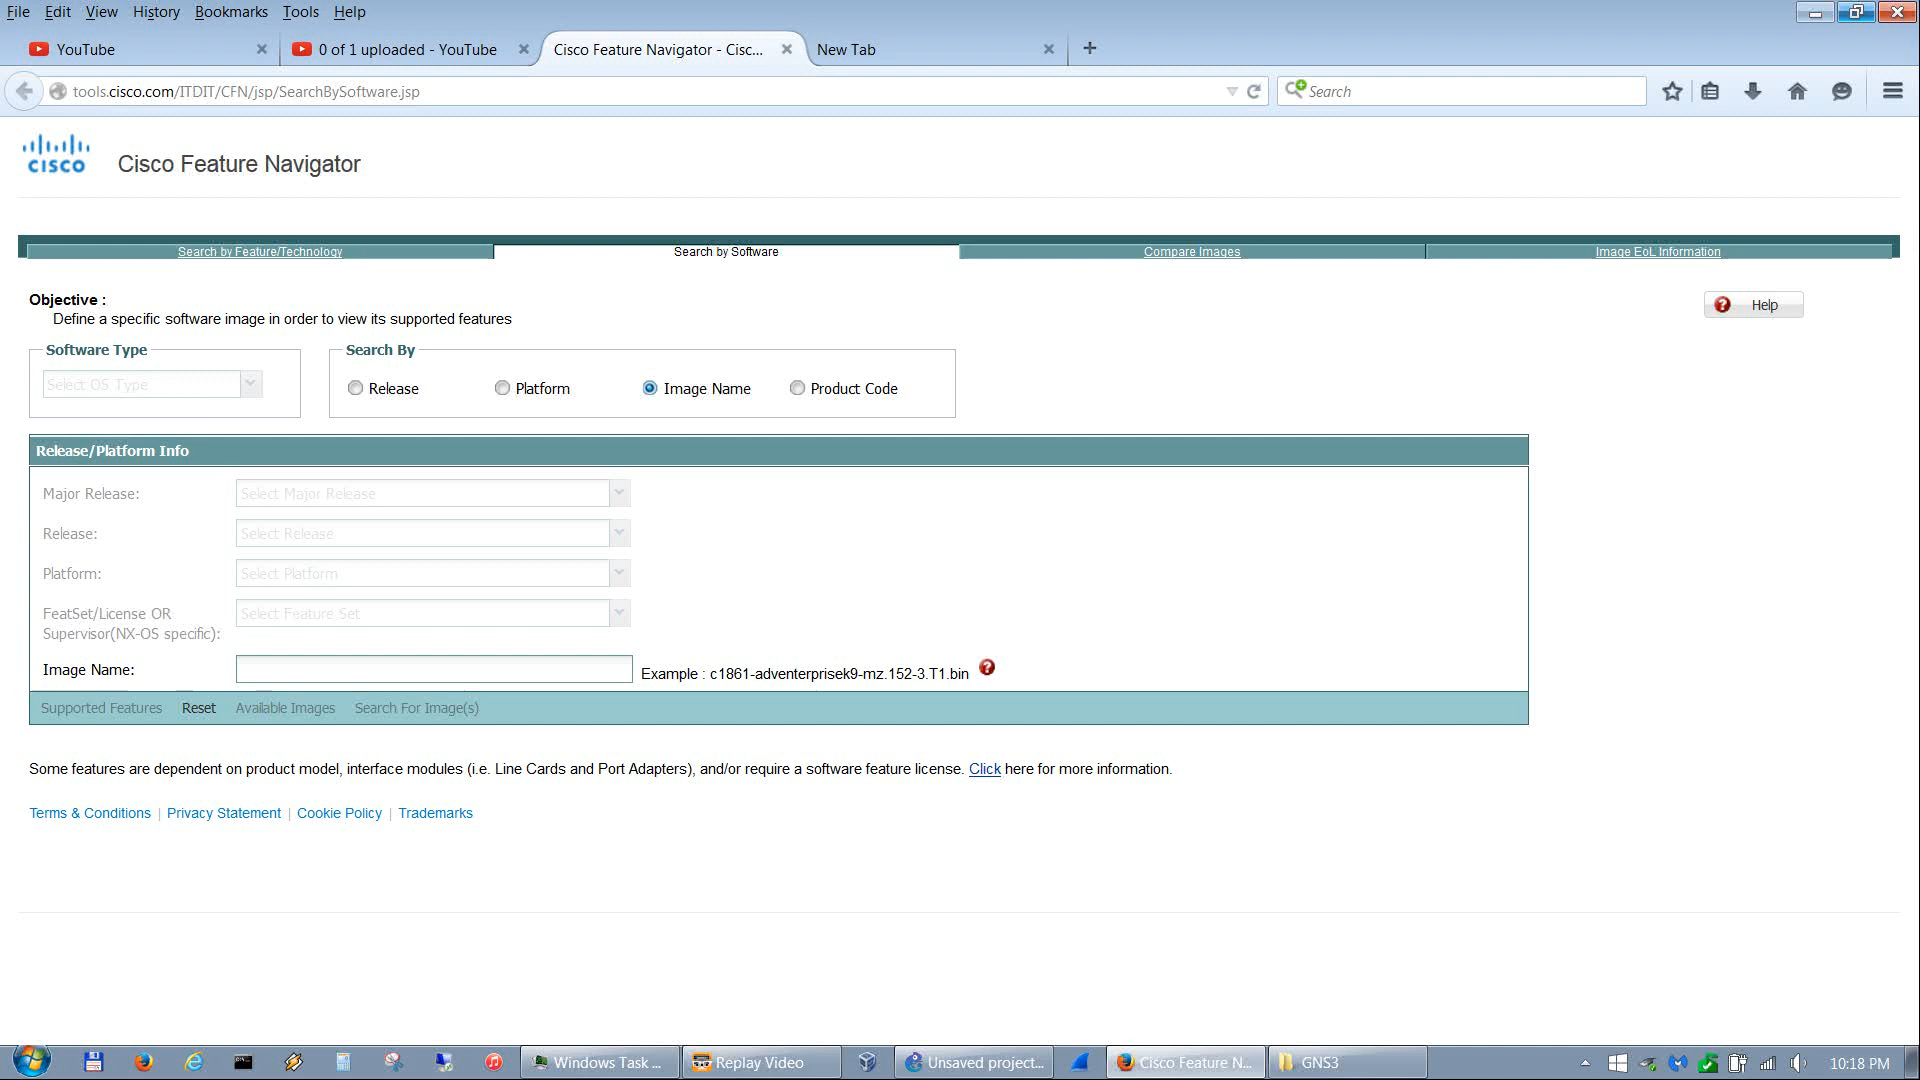 File Edit View History Bookmarks Tools Help
YouTube
0 of 1 uploaded - YouTube
Cisco Feature Navigator - Cisc...
New Tab
tools.cisco.com/ITDIT/CFN/jsp/SearchBySoftware.jsp
Search
CISCO
Cisco Feature Navigator
Search by Feature/Technology
Search by Software
Compare Images
Image EoL Information
Objective :
Define a specific software image in order to view its supported features
Help
Software Type
Select OS Type
Search By
Release
Platform
Image Name
Product Code
Release/Platform Info
Major Release:
Select Major Release
Release:
Select Release
Platform:
Select Platform
FeatSet/License OR
Supervisor(NX-OS specific):
Select Feature Set
Image Name:
Example : c1861-adventerprisek9-mz.152-3.T1.bin
Supported Features Reset Available Images Search For Image(s)
Some features are dependent on product model, interface modules (i.e. Line Cards and Port Adapters), and/or require a software feature license. Click here for more information.
Terms & Conditions | Privacy Statement | Cookie Policy | Trademarks
Windows Task ...
Replay Video
Unsaved project...
Cisco Feature N...
GNS3
10:18 PM